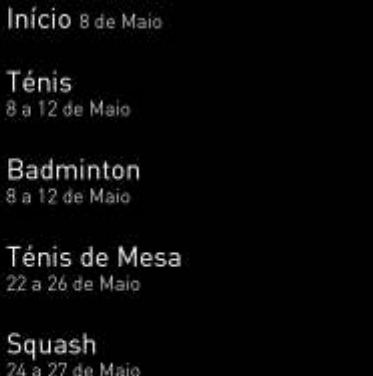 Início 8 de Maio
Ténis
8 a 12 de Maio
Badminton
8 a 12 de Maio
Ténis de Mesa
22 a 26 de Maio
Squash
24 a 27 de Maio